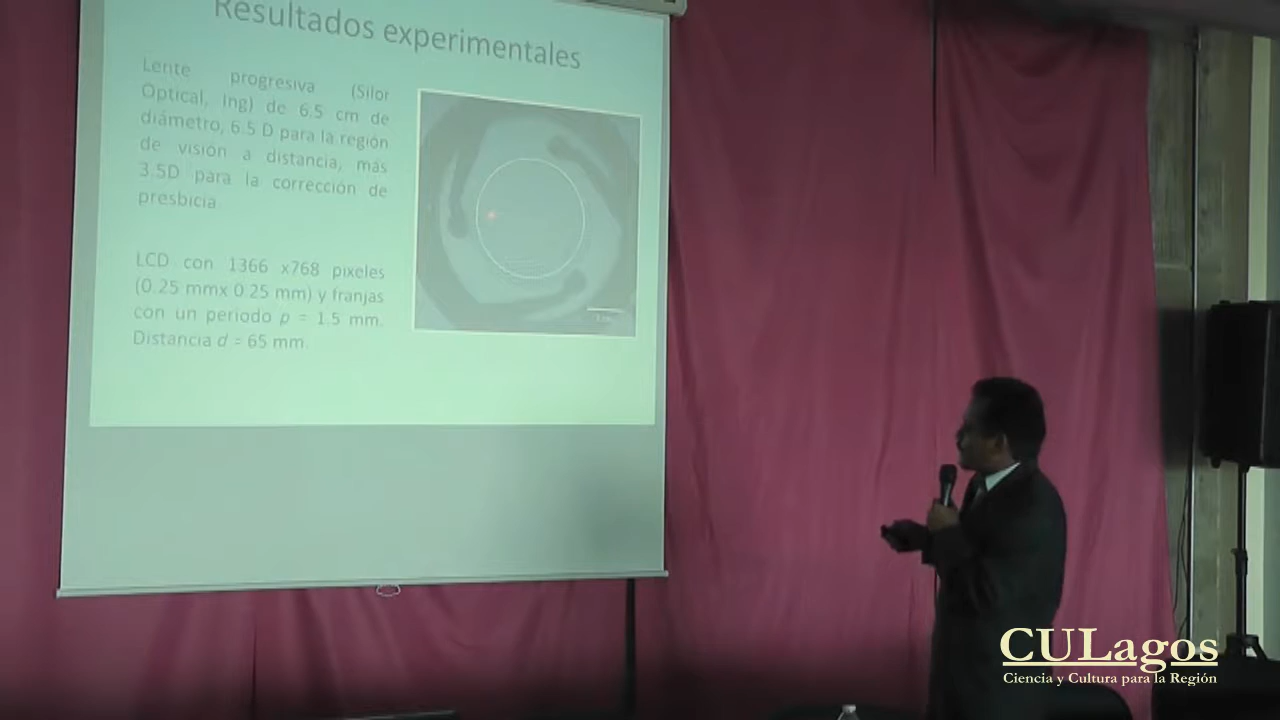 Resultados experimentales
Lente progresiva (Silor
Optical, Ing) de 6.5 cm de
diámetro, 6.5 D para la región
de visión a distancia, más
3.5D para la corrección de
presbicia.
LCD con 1366 x768 pixeles
(0.25 mmx 0.25 mm) y franjas
con un periodo p = 1.5 mm.
Distancia d = 65 mm.
CULagos
Ciencia y Cultura para la Región